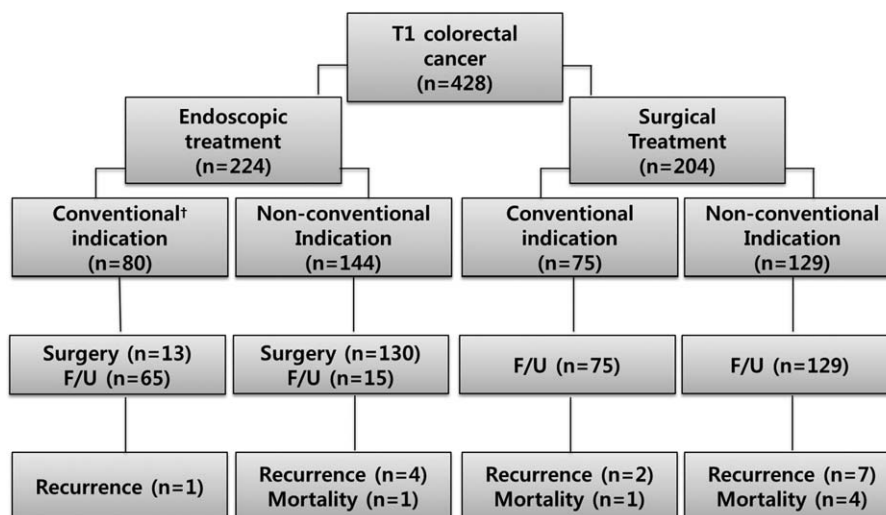 T1 colorectal
cancer
(n=428)
Endoscopic
treatment
(n=224)
Surgical
Treatment
(n=204)
Conventional†
indication
(n=80)
Non-conventional
Indication
(n=144)
Conventional
indication
(n=75)
Non-conventional
Indication
(n=129)
Surgery (n=13)
F/U (n=65)
Surgery (n=130)
F/U (n=15)
F/U (n=75)
F/U (n=129)
Recurrence (n=1)
Recurrence (n=4)
Mortality (n=1)
Recurrence (n=2)
Mortality (n=1)
Recurrence (n=7)
Mortality (n=4)